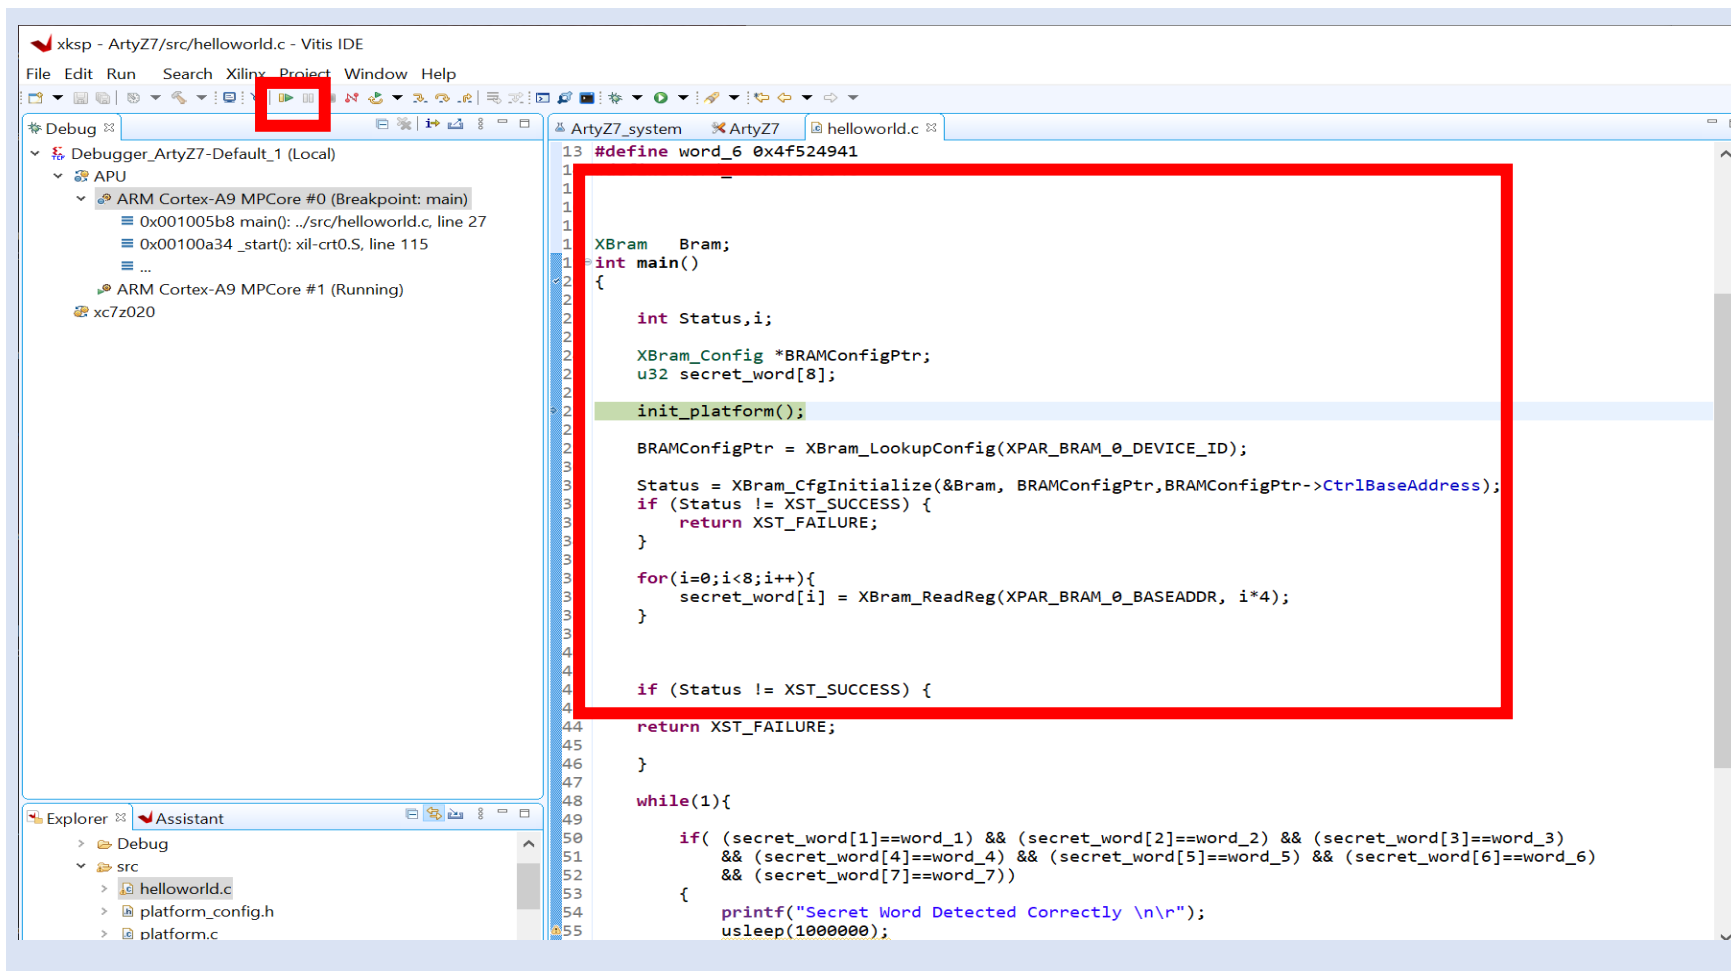 xksp - ArtyZ7/src/helloworld.c - Vitis IDE
File Edit Run Search Xilinx Project Window Help
Debug
Debugger_ArtyZ7-Default_1 (Local)
APU
ARM Cortex-A9 MPCore #0 (Breakpoint: main)
0x001005b8 main(): ../src/helloworld.c, line 27
0x00100a34 _start(): xil-crt0.S, line 115
...
ARM Cortex-A9 MPCore #1 (Running)
xc7z020
Explorer Assistant
Debug
src
helloworld.c
platform_config.h
platform.c
ArtyZ7_system ArtyZ7 helloworld.c
13 #define word_6 0x4f524941
XBram Bram;
int main()
{
int Status,i;
XBram_Config *BRAMConfigPtr;
u32 secret_word[8];
init_platform();
BRAMConfigPtr = XBram_LookupConfig(XPAR_BRAM_0_DEVICE_ID);
Status = XBram_CfgInitialize(&Bram, BRAMConfigPtr,BRAMConfigPtr->CtrlBaseAddress);
if (Status != XST_SUCCESS) {
return XST_FAILURE;
}
for(i=0;i<8;i++){
secret_word[i] = XBram_ReadReg(XPAR_BRAM_0_BASEADDR, i*4);
}
if (Status != XST_SUCCESS) {
44 return XST_FAILURE;
45
46 }
47
48 while(1){
49
50 if( (secret_word[1]==word_1) && (secret_word[2]==word_2) && (secret_word[3]==word_3)
51 && (secret_word[4]==word_4) && (secret_word[5]==word_5) && (secret_word[6]==word_6)
52 && (secret_word[7]==word_7))
53 {
54 printf("Secret Word Detected Correctly \n\r");
55 usleep(1000000);